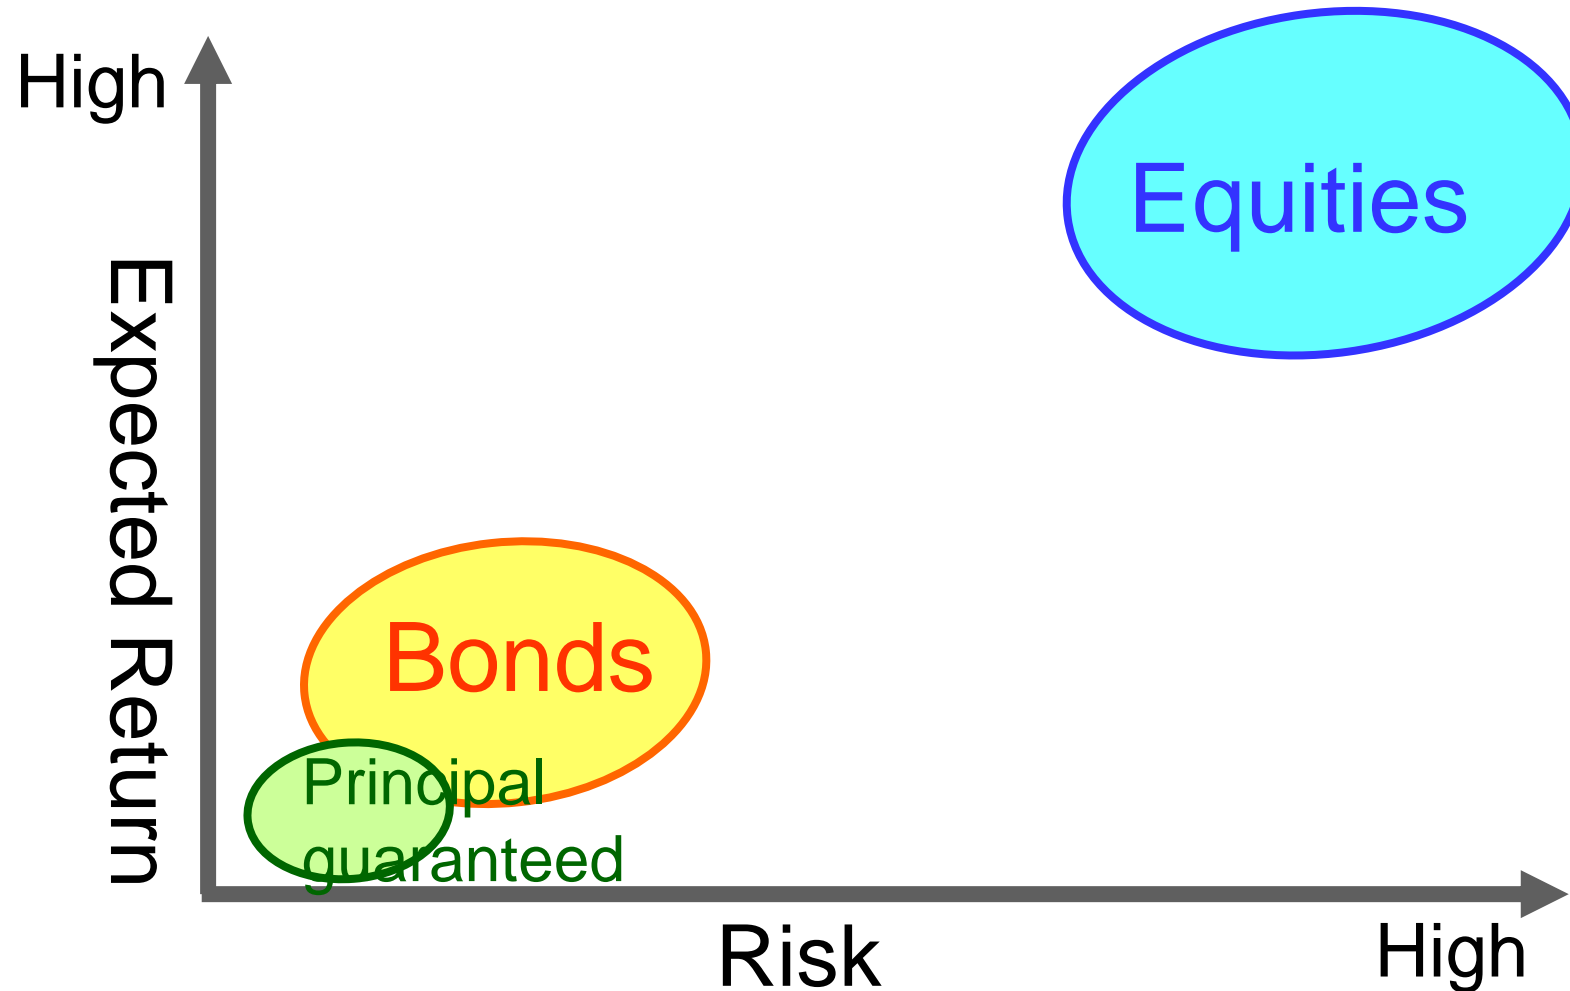 High
Equities
Expected Return
Bonds
Principal
guaranteed
Risk
High